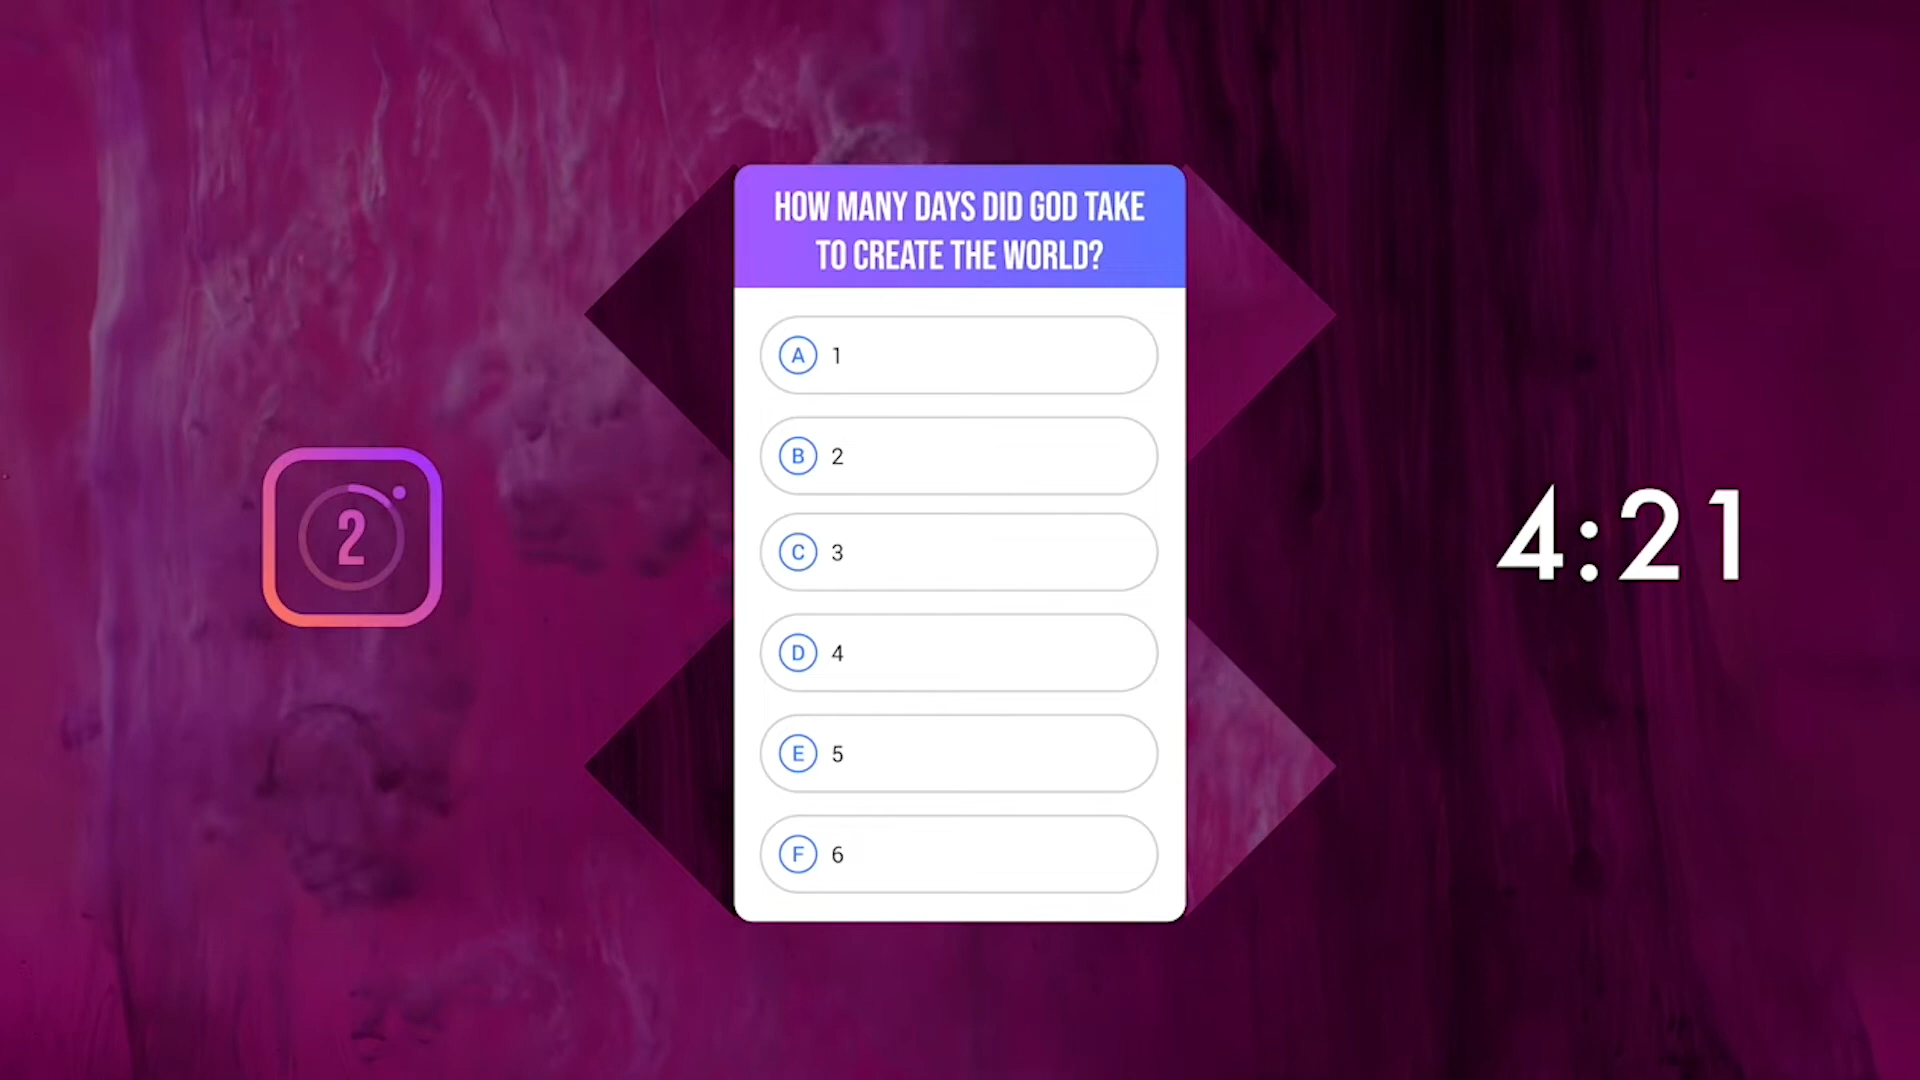 HOW MANY DAYS DID GOD TAKE
TO CREATE THE WORLD?
A 1
B 2
C 3
D 4
E 5
F 6
2
4:21